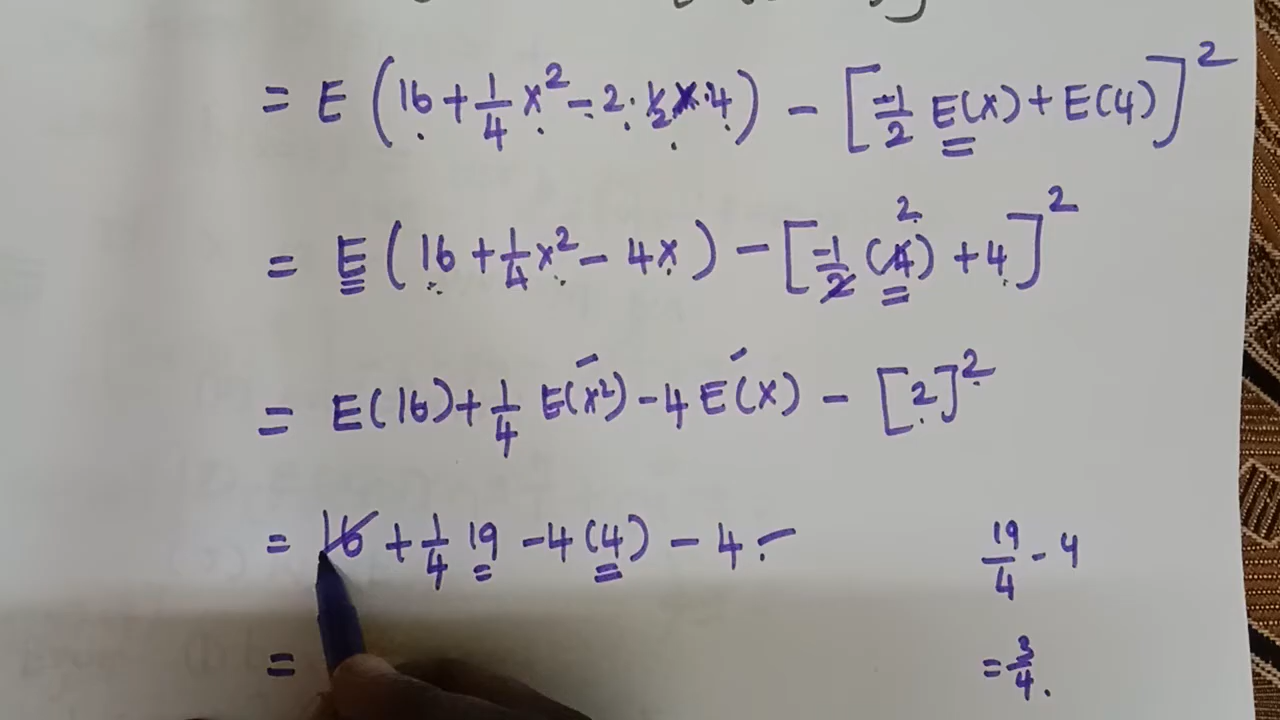 = E (16 + 1/4 x² - 2 · 1/2 x · 4) - [-1/2 E(x) + E(4)]²
= E (16 + 1/4 x² - 4x) - [-1/2 (4) 2 + 4]²
= E(16) + 1/4 E(x²) - 4 E(x) - [2]²
= 16 + 1/4 19 - 4 (4) - 4 .
19/4 - 4
=
= 3/4 .